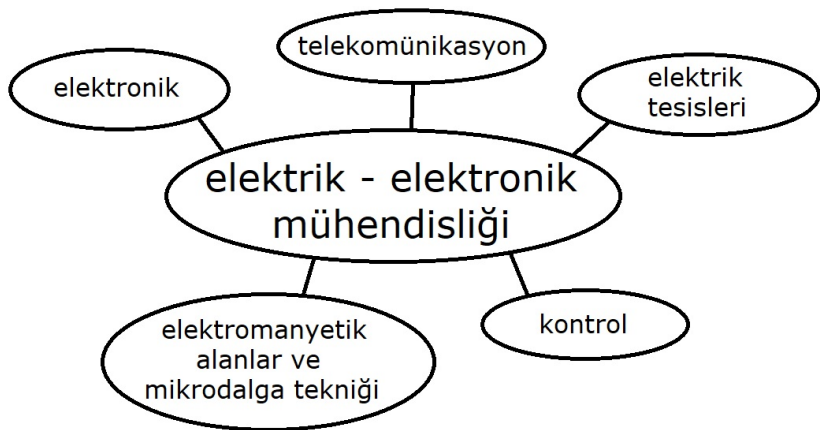 telekomünikasyon
elektronik
elektrik
tesisleri
elektrik - elektronik
mühendisliği
elektromanyetik
alanlar ve
mikrodalga tekniği
kontrol